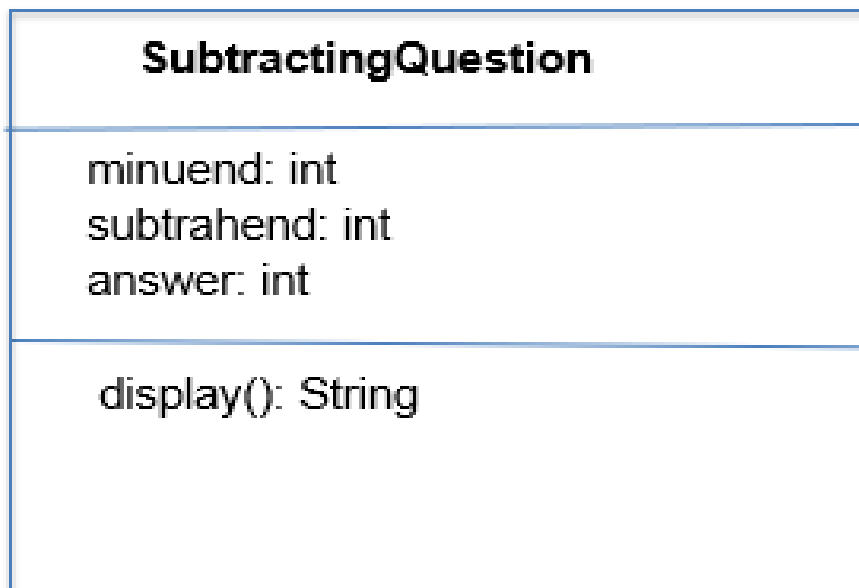 SubtractingQuestion
minuend: int
subtrahend: int
answer: int
display(): String